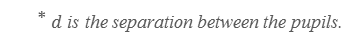 * d is the separation between the pupils.